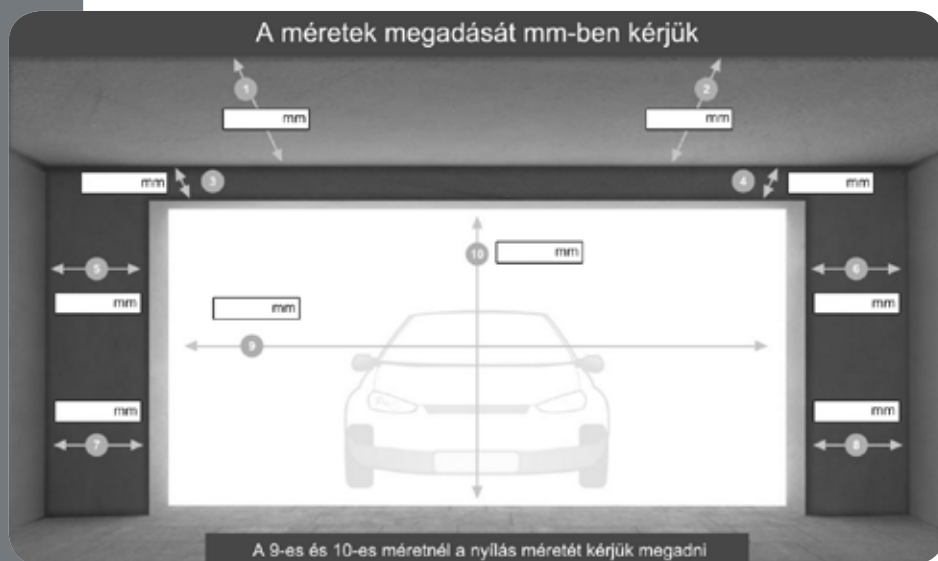 A méretek megadását mm-ben kérjük
1
2
mm
mm
mm
3
4
mm
10
mm
5
6
mm
mm
mm
9
mm
mm
7
8
A 9-es és 10-es méretnél a nyílás méretét kérjük megadni